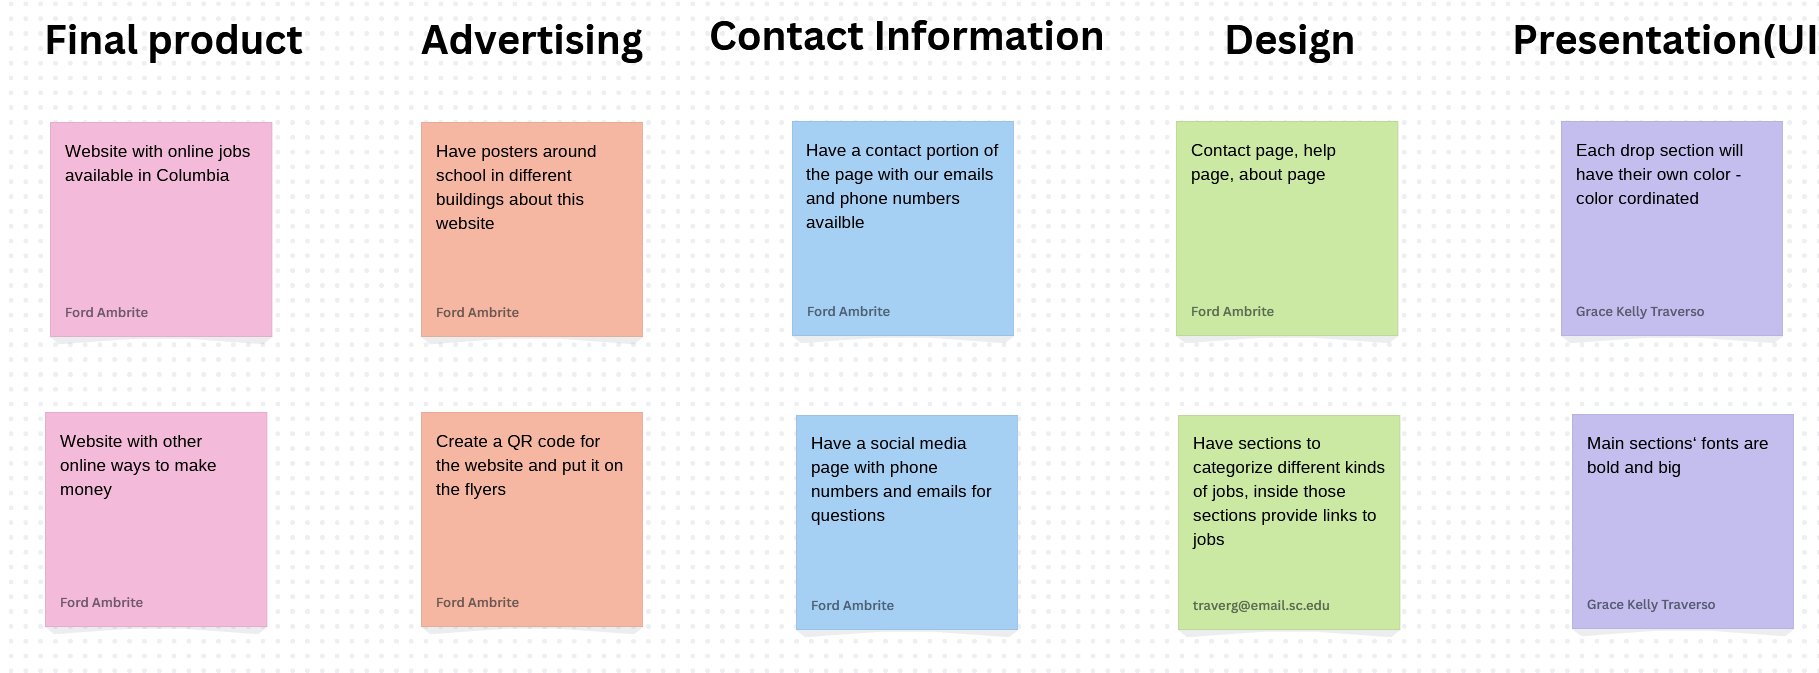 Final product
Advertising
Contact Information
Design
Presentation(UI
Website with online jobs
available in Columbia
Ford Ambrite
Have posters around
school in different
buildings about this
website
Ford Ambrite
Have a contact portion of
the page with our emails
and phone numbers
availble
Ford Ambrite
Contact page, help
page, about page
Ford Ambrite
Each drop section will
have their own color -
color cordinated
Grace Kelly Traverso
Website with other
online ways to make
money
Ford Ambrite
Create a QR code for
the website and put it on
the flyers
Ford Ambrite
Have a social media
page with phone
numbers and emails for
questions
Ford Ambrite
Have sections to
categorize different kinds
of jobs, inside those
sections provide links to
jobs
traverg@email.sc.edu
Main sections‘ fonts are
bold and big
Grace Kelly Traverso